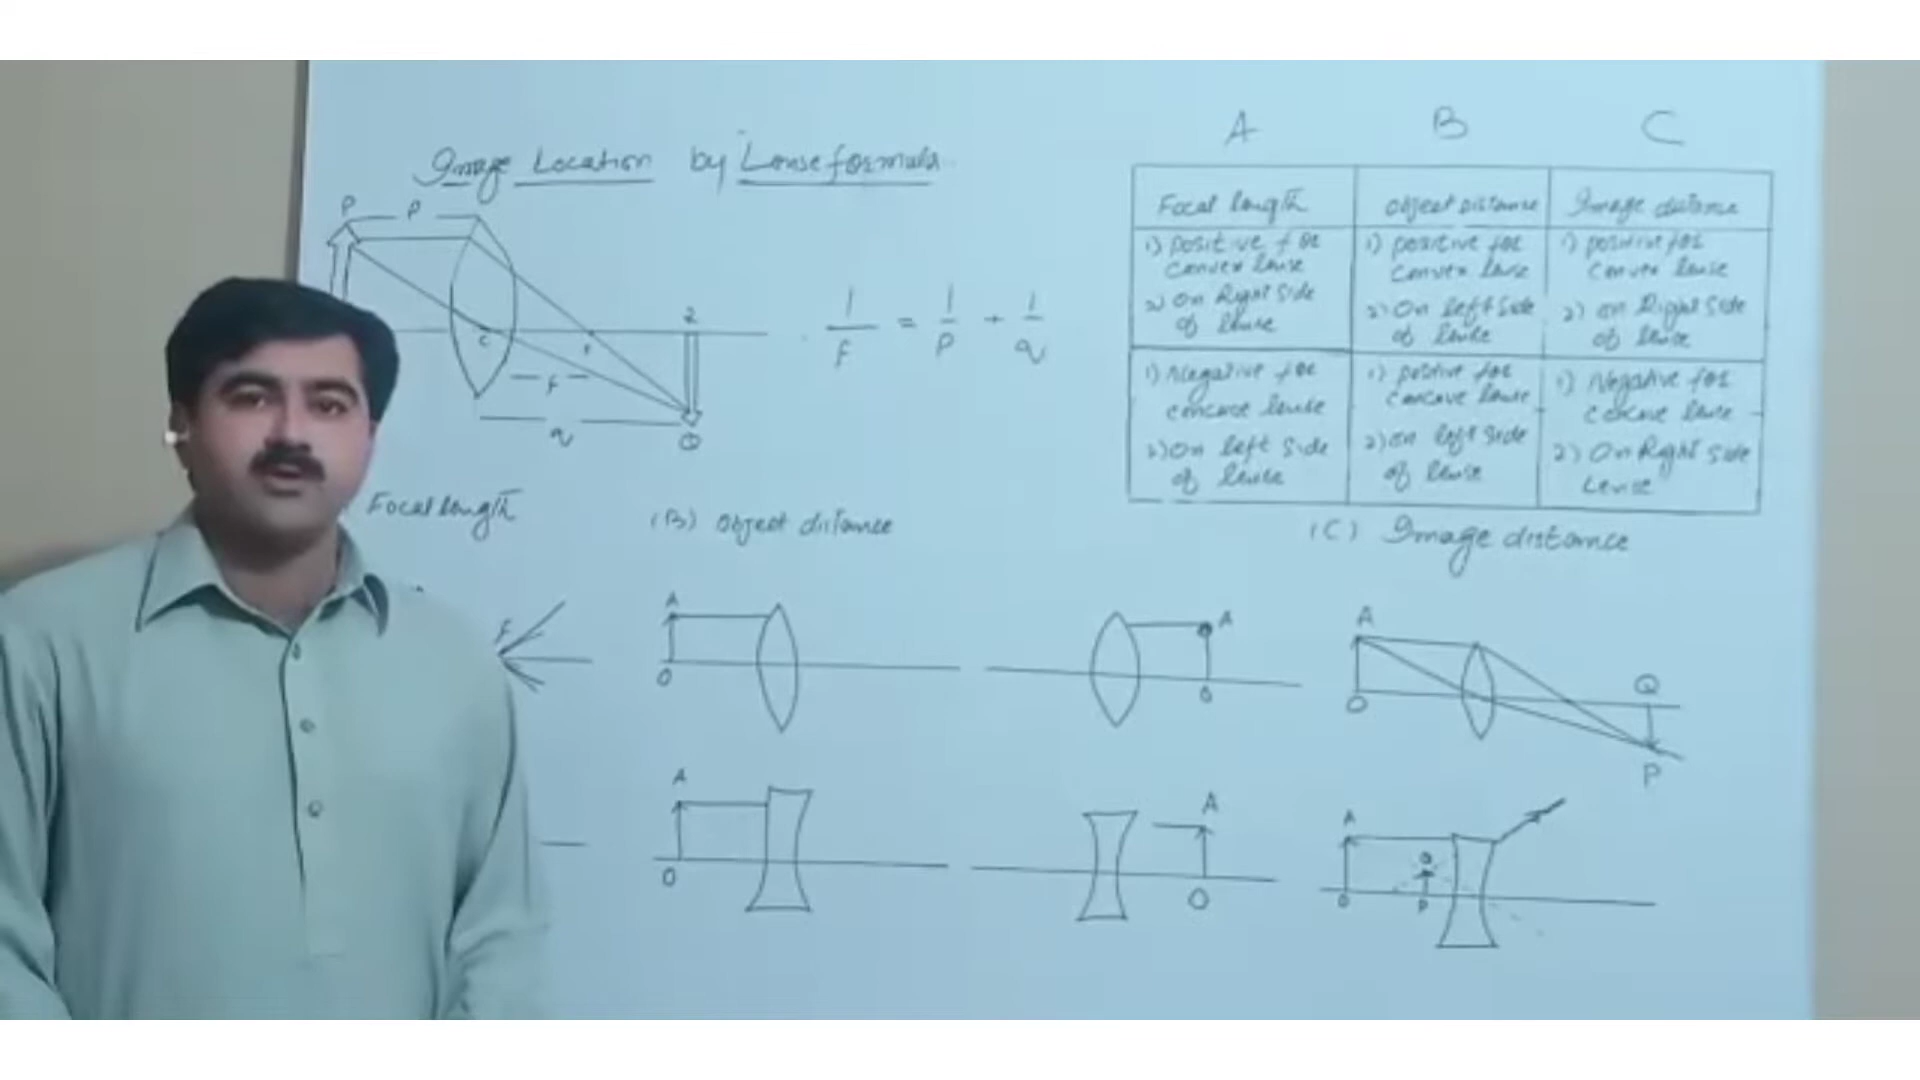 Image Location by Lense formula
P
P
C
F
F
q
2
Q
1/F = 1/P + 1/q
A B C
Focal length
object distance
Image distance
1) positive for
convex lense
2) On Right side
of lense
1) positive for
convex lense
2) On left side
of lense
1) positive for
convex lense
2) on Right side
of lense
1) Negative for
concave lense
2) On left side
of lense
1) positive for
concave lense
2) on left side
of lense
1) Negative for
cocave lense
2) On Right side
Lense
Focal length
(B) object distance
(C) Image distance
F
A
O
A
O
A
O
Q
P
A
O
A
O
A
O
Q
P